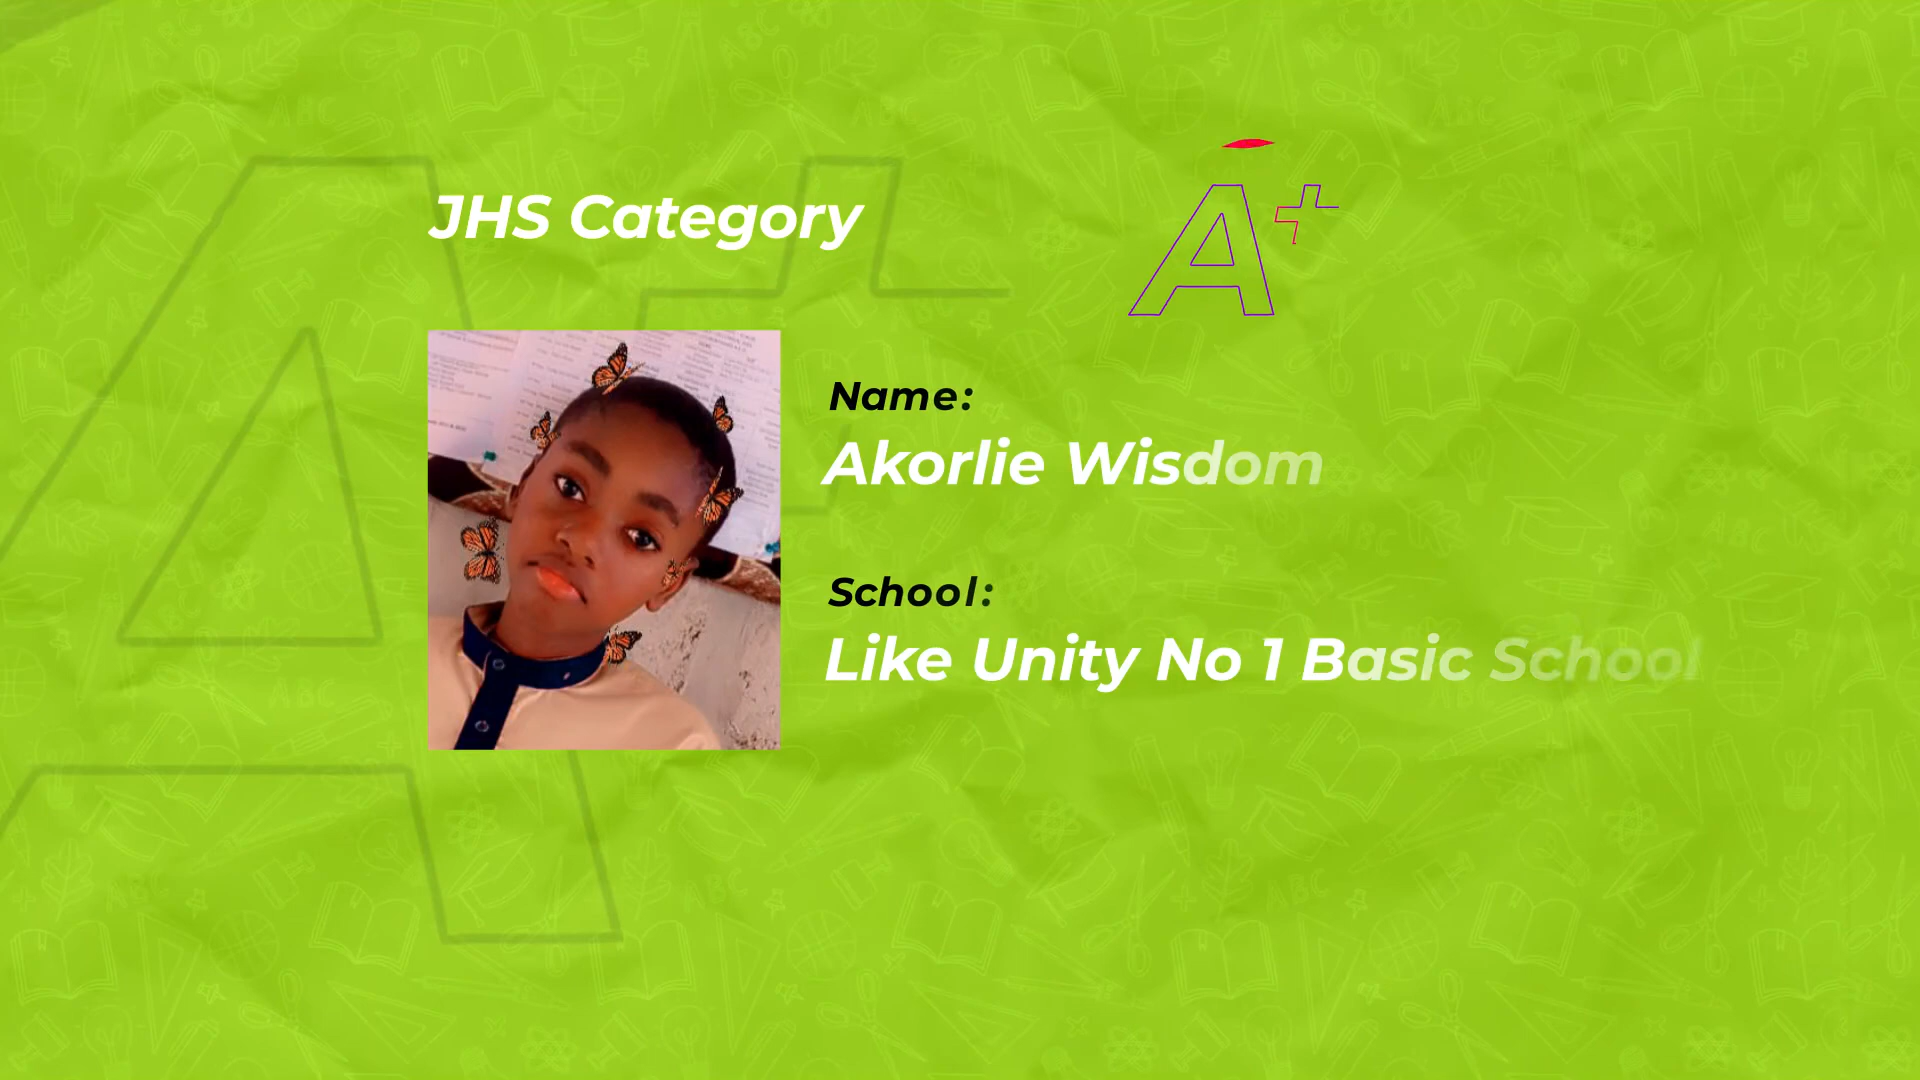 JHS Category
A+
Name:
Akorlie Wisdom
School:
Like Unity No 1 Basic School